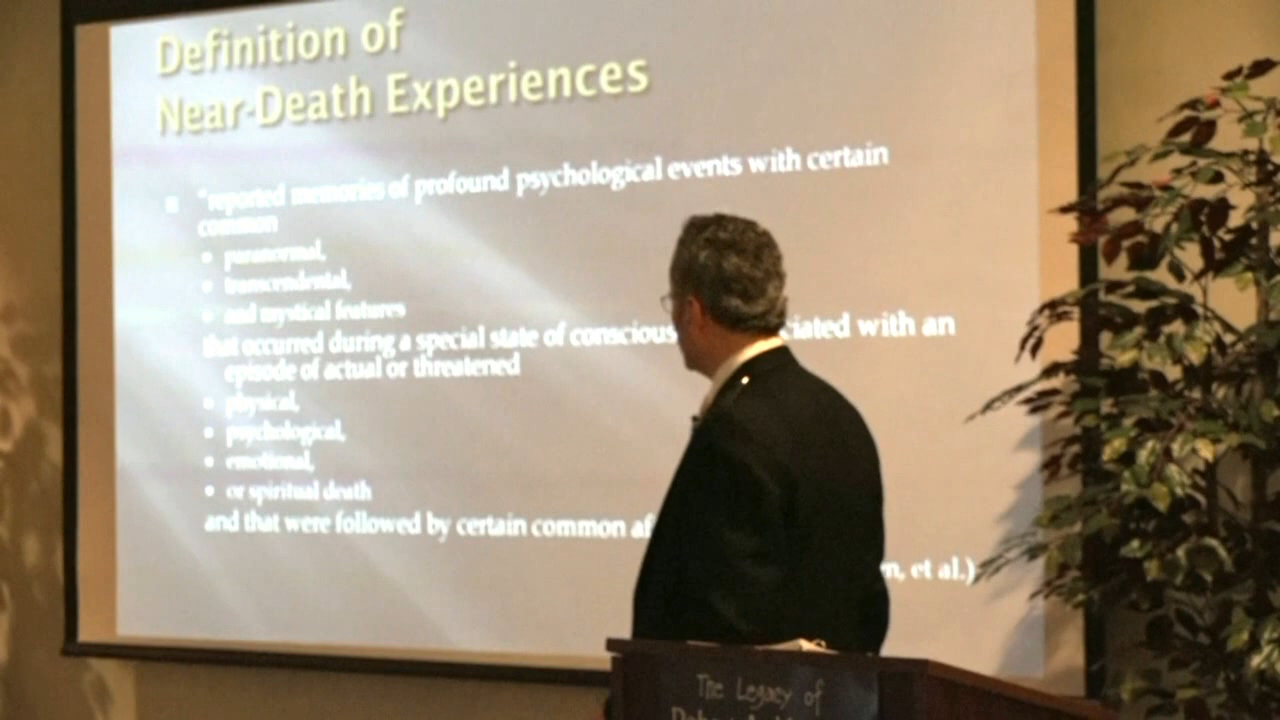 Definition of
Near-Death Experiences
"reported memories of profound psychological events with certain
common
paranormal,
transcendental,
and mystical features
that occurred during a special state of conscious ciated with an
episode of actual or threatened
physical,
psychological,
emotional,
or spiritual death
and that were followed by certain common af
n, et al.)
The Legacy of